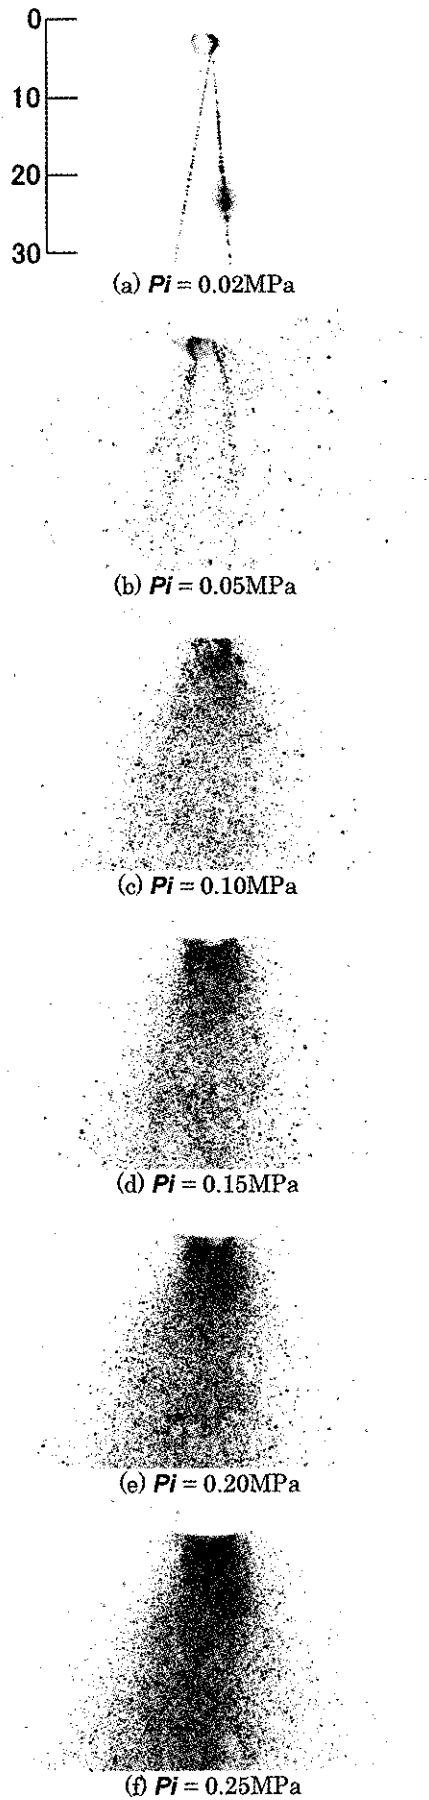 0
10
20
30
(a) Pi = 0.02MPa
(b) Pi = 0.05MPa
(c) Pi = 0.10MPa
(d) Pi = 0.15MPa
(e) Pi = 0.20MPa
(f) Pi = 0.25MPa